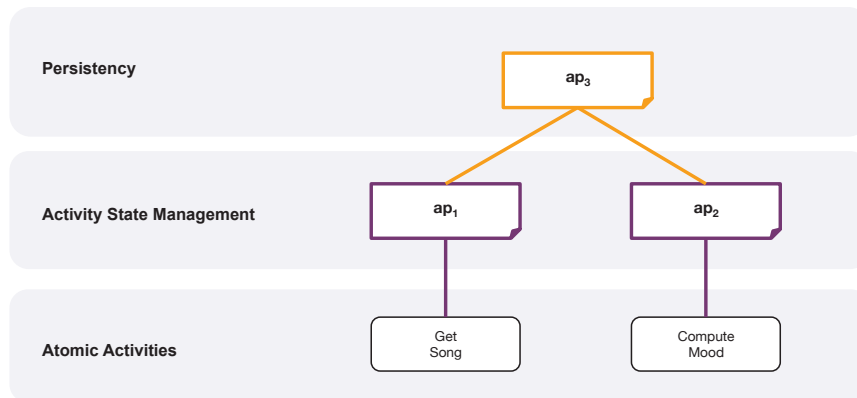 Persistency
ap₃
Activity State Management
ap₁
ap₂
Atomic Activities
Get
Song
Compute
Mood